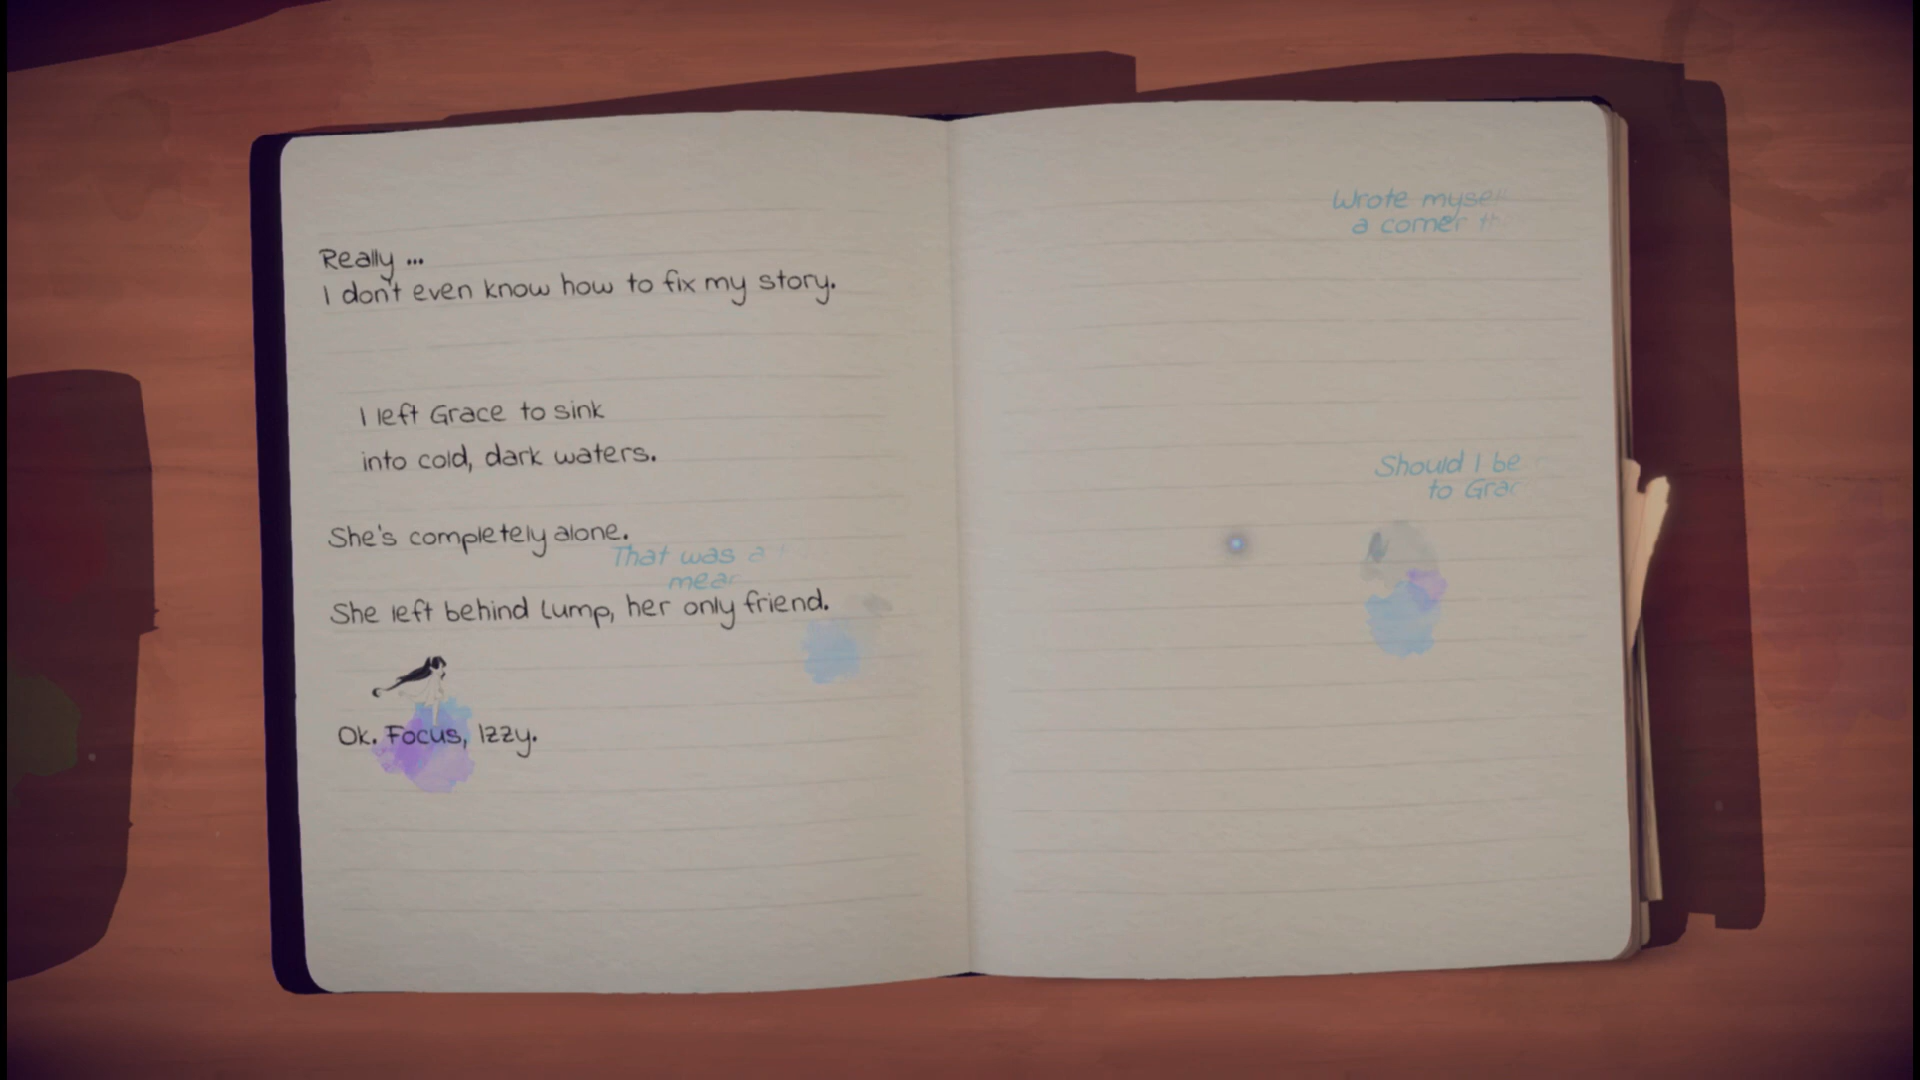 Really ...
I don't even know how to fix my story.
I left Grace to sink
into cold, dark waters.
She's completely alone.
That was a
She left behind Lump, her only friend.
Ok. Focus, Izzy.
Wrote
a corner
Should I be
to